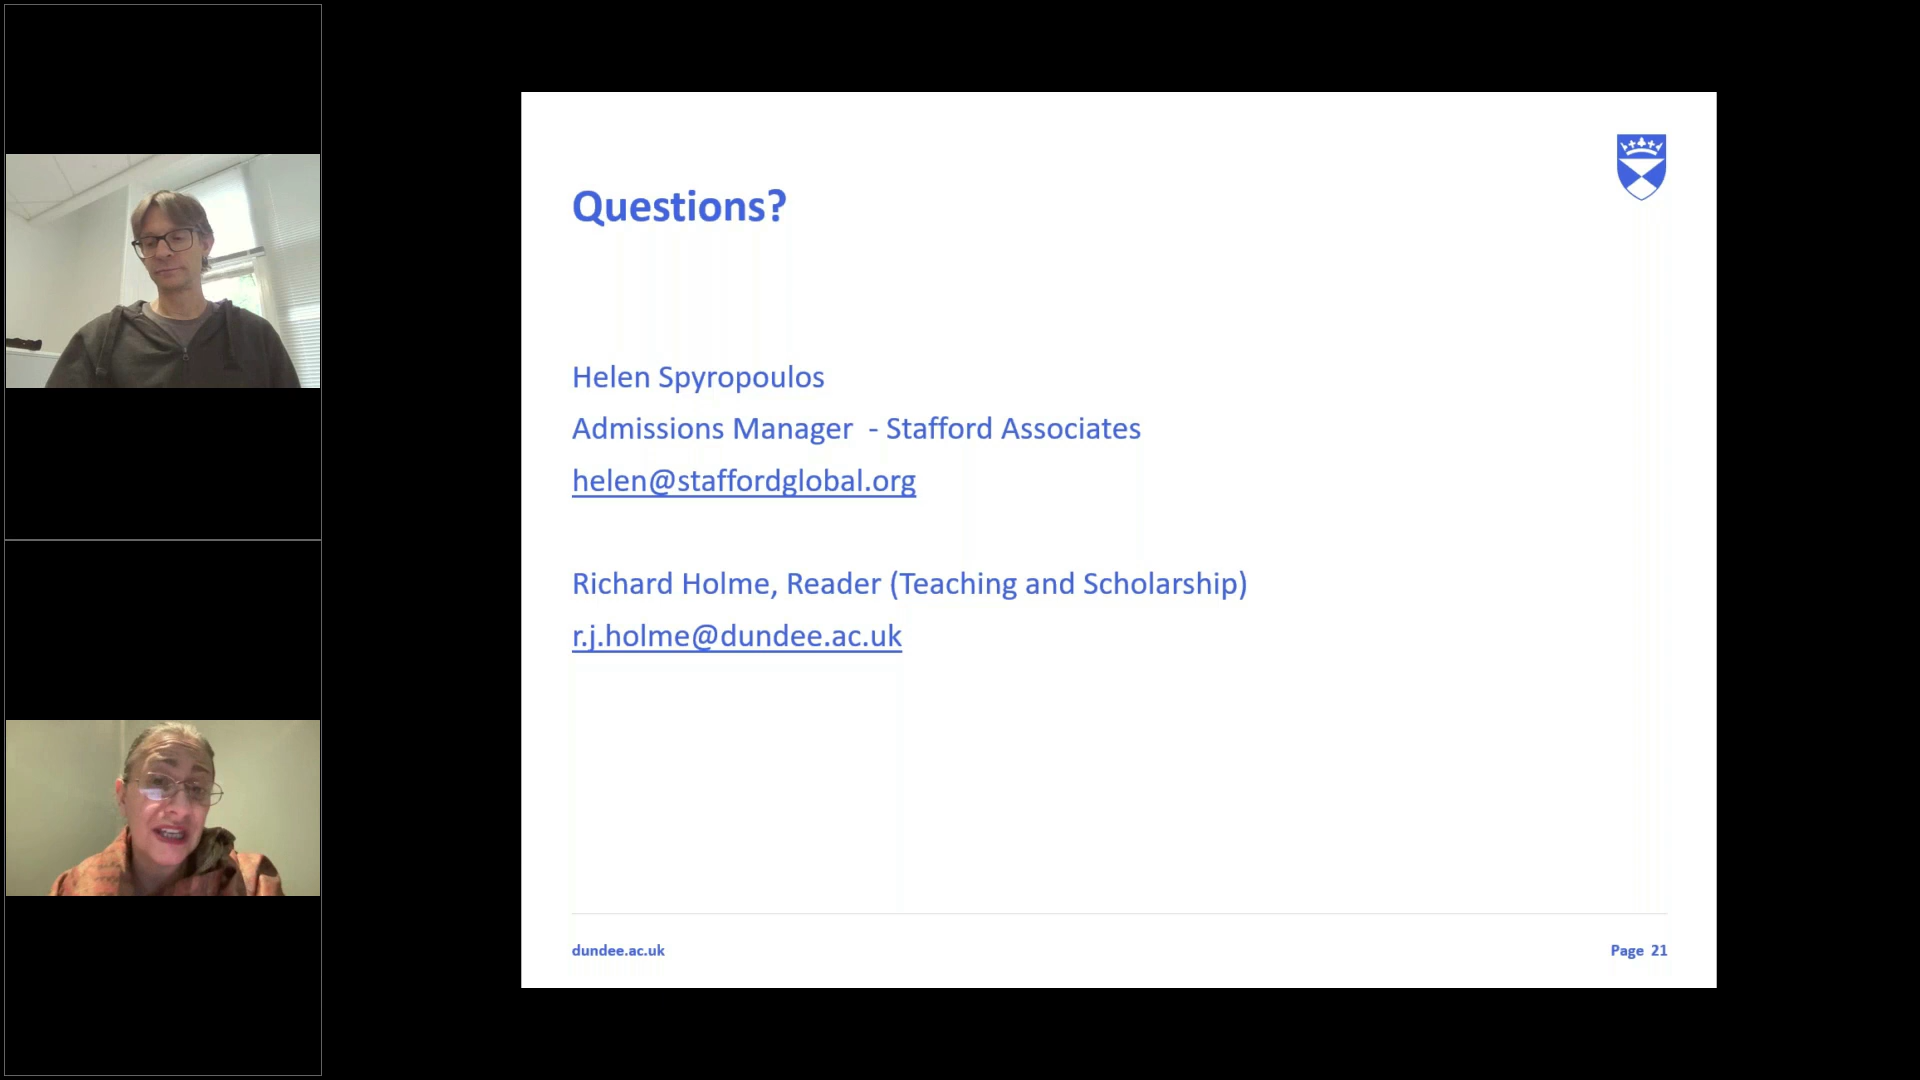 Questions?
Helen Spyropoulos
Admissions Manager  - Stafford Associates
helen@staffordglobal.org
Richard Holme, Reader (Teaching and Scholarship)
r.j.holme@dundee.ac.uk
dundee.ac.uk
Page 21